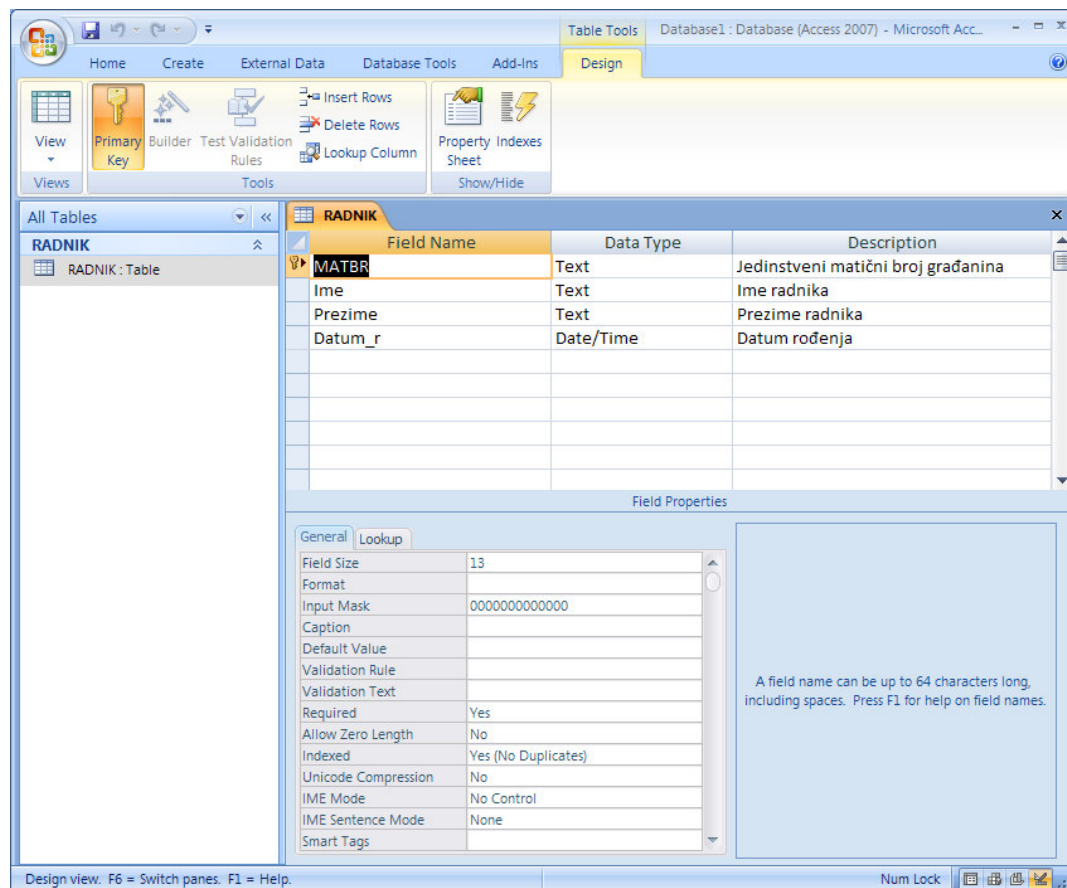 Table Tools
Database1 : Database (Access 2007) - Microsoft Acc...
Home Create External Data Database Tools Add-Ins Design
View
Primary Key
Builder
Test Validation Rules
Insert Rows
Delete Rows
Lookup Column
Property Sheet
Indexes
Views Tools Show/Hide
All Tables
RADNIK
RADNIK : Table
RADNIK
Field Name Data Type Description
MATBR Text Jedinstveni matični broj građanina
Ime Text Ime radnika
Prezime Text Prezime radnika
Datum_r Date/Time Datum rođenja
Field Properties
General Lookup
Field Size 13
Format
Input Mask 0000000000000
Caption
Default Value
Validation Rule
Validation Text
Required Yes
Allow Zero Length No
Indexed Yes (No Duplicates)
Unicode Compression No
IME Mode No Control
IME Sentence Mode None
Smart Tags
A field name can be up to 64 characters long,
including spaces. Press F1 for help on field names.
Design view. F6 = Switch panes. F1 = Help. Num Lock